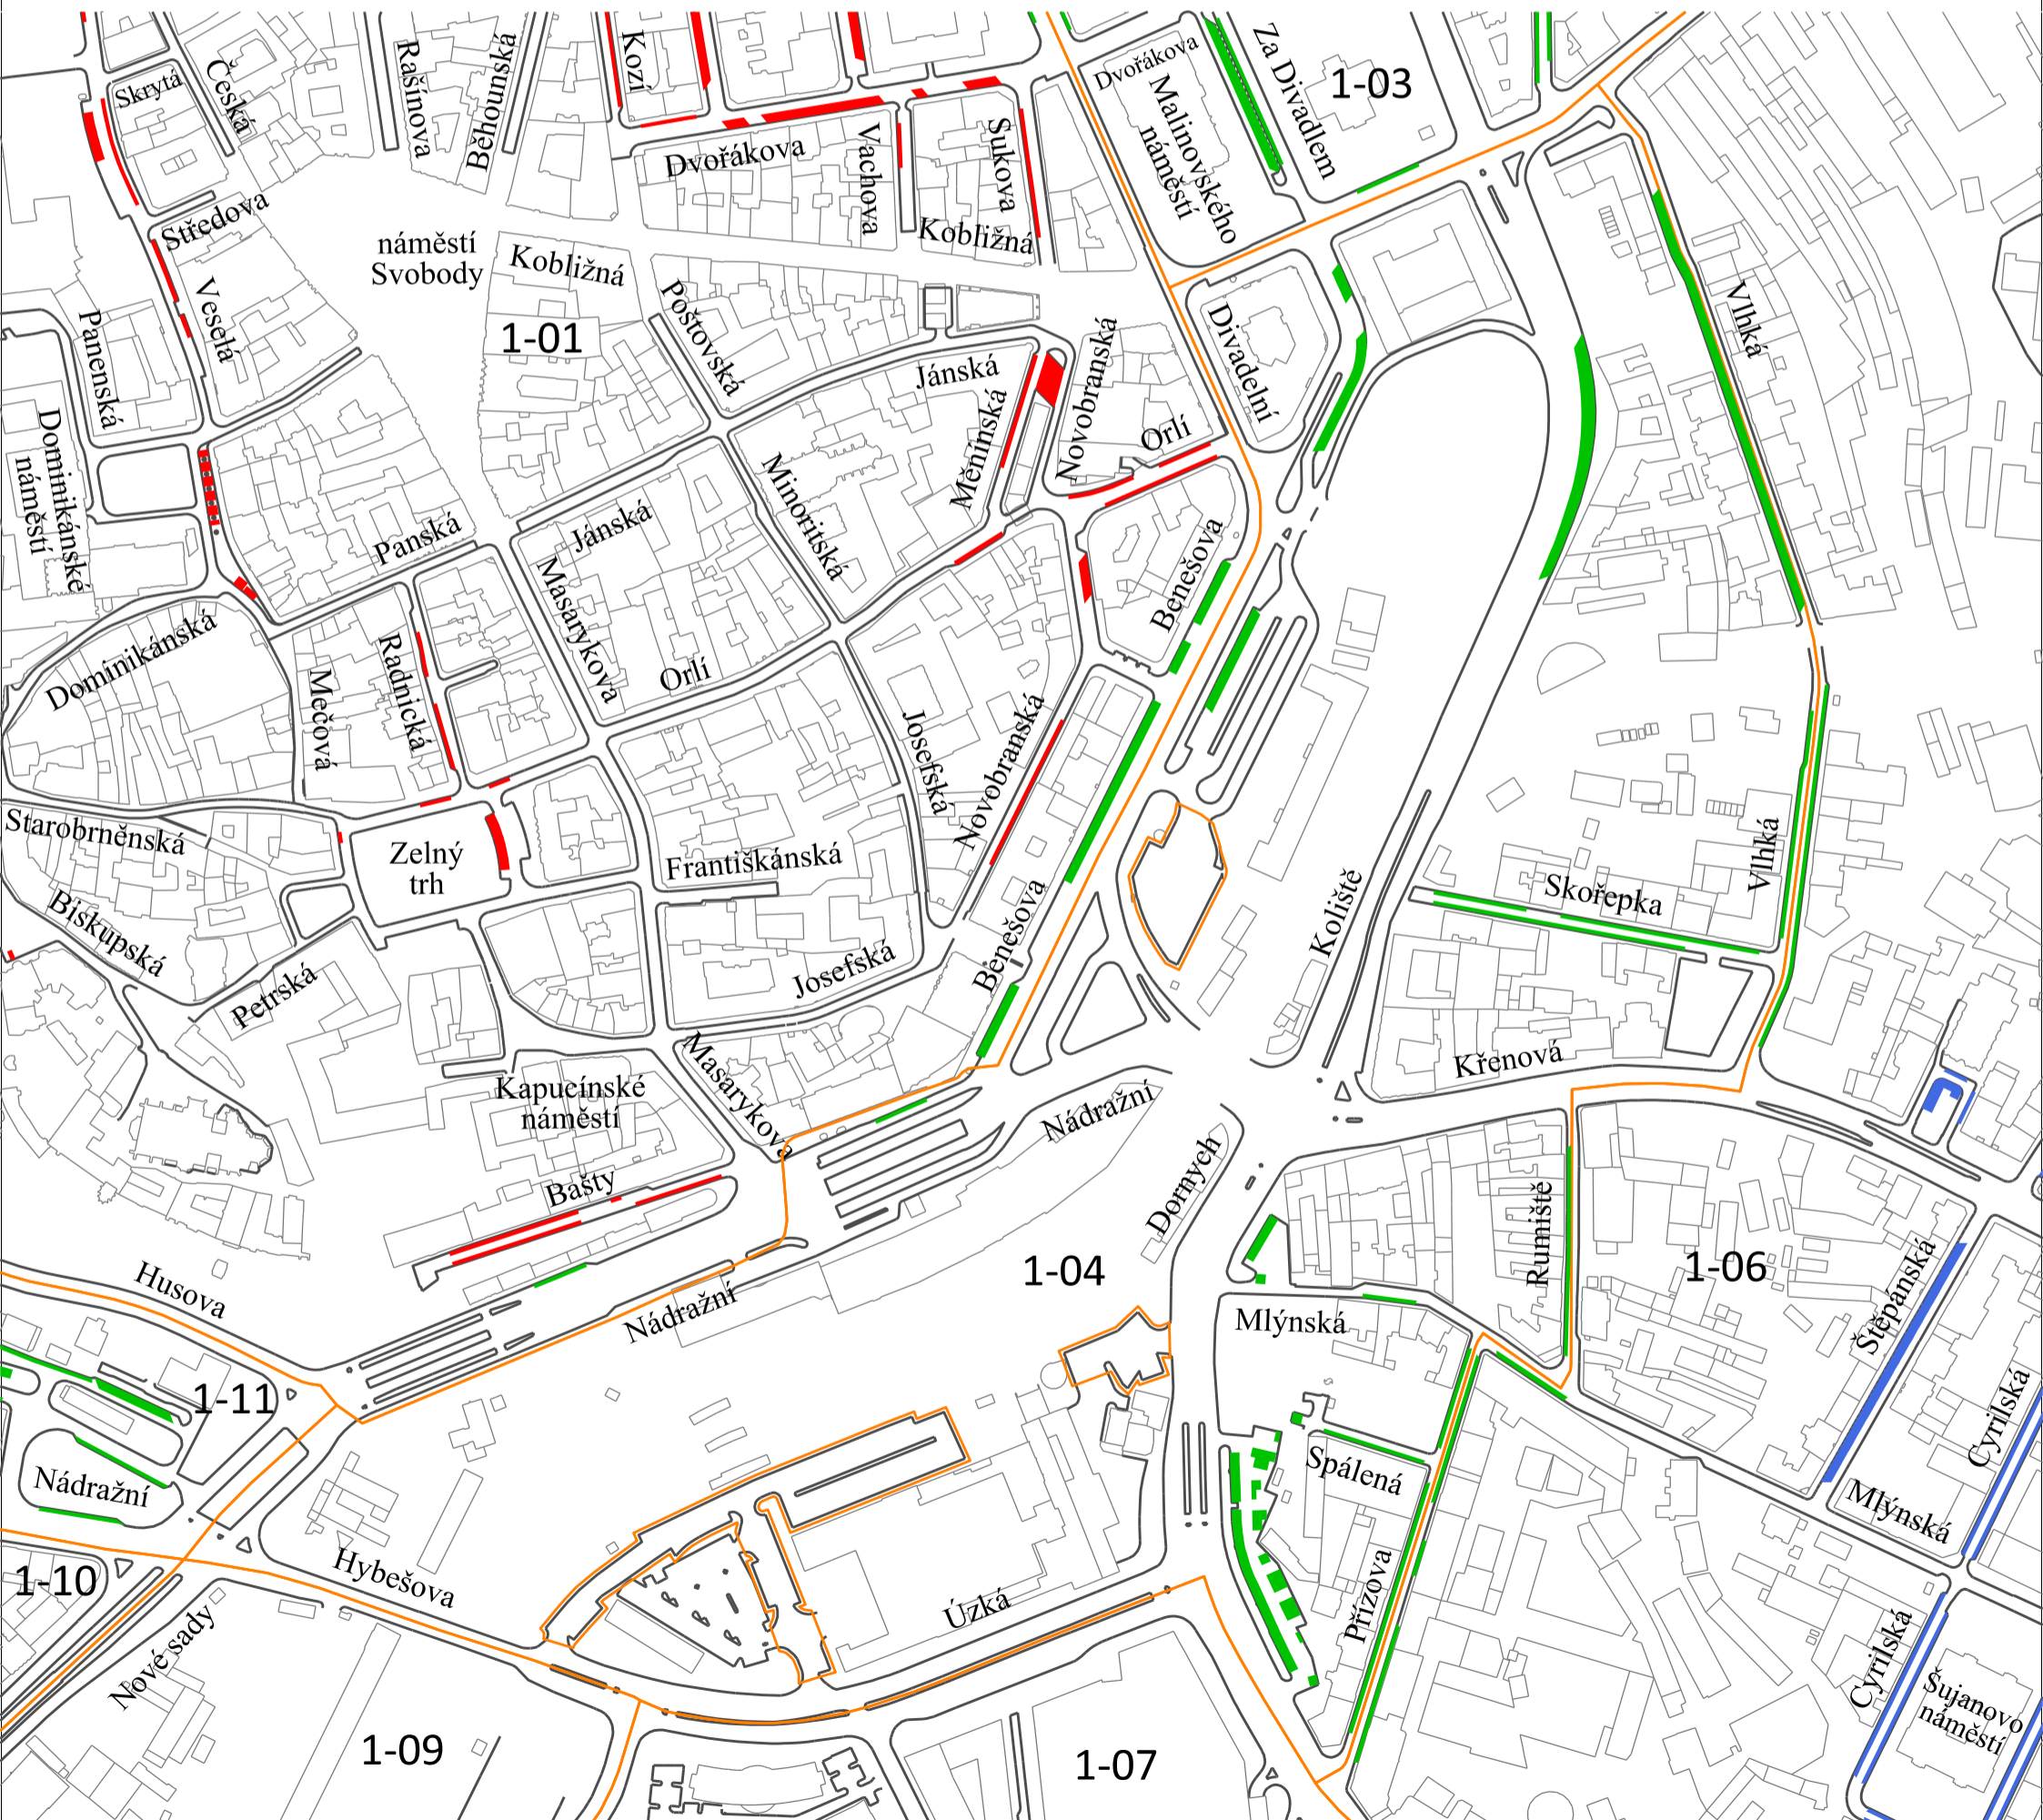 Skrytá
Česká
Rašínova
Běhounská
Kozí
Dvořákova
Za Divadlem
1-03
Malinovského
náměstí
Dvořákova
Vachova
Sukova
Středova
náměstí
Svobody
Kobližná
Kobližná
Veselá
Panenská
1-01
Poštovská
Jánská
Novobranská
Divadelní
Vlhká
Dominikánské
náměstí
Měnínská
Orlí
Minoritská
Panská
Jánská
Masarykova
Benešova
Dominikánská
Mečová
Radnická
Orlí
Josefská
Novobranská
Starobrněnská
Zelný
trh
Františkánská
Vlhká
Skořepka
Koliště
Biskupská
Petrská
Josefská
Benešova
Masarykova
Křenová
Kapucínské
náměstí
Nádražní
Dornych
Bašty
Rumiště
1-04
1-06
Husova
Nádražní
Mlýnská
Štěpánská
1-11
Cyrilská
Nádražní
Spálená
Mlýnská
1-10
Hybešova
Úzká
Přízova
Nové sady
Cyrilská
Šujanovo
náměstí
1-09
1-07